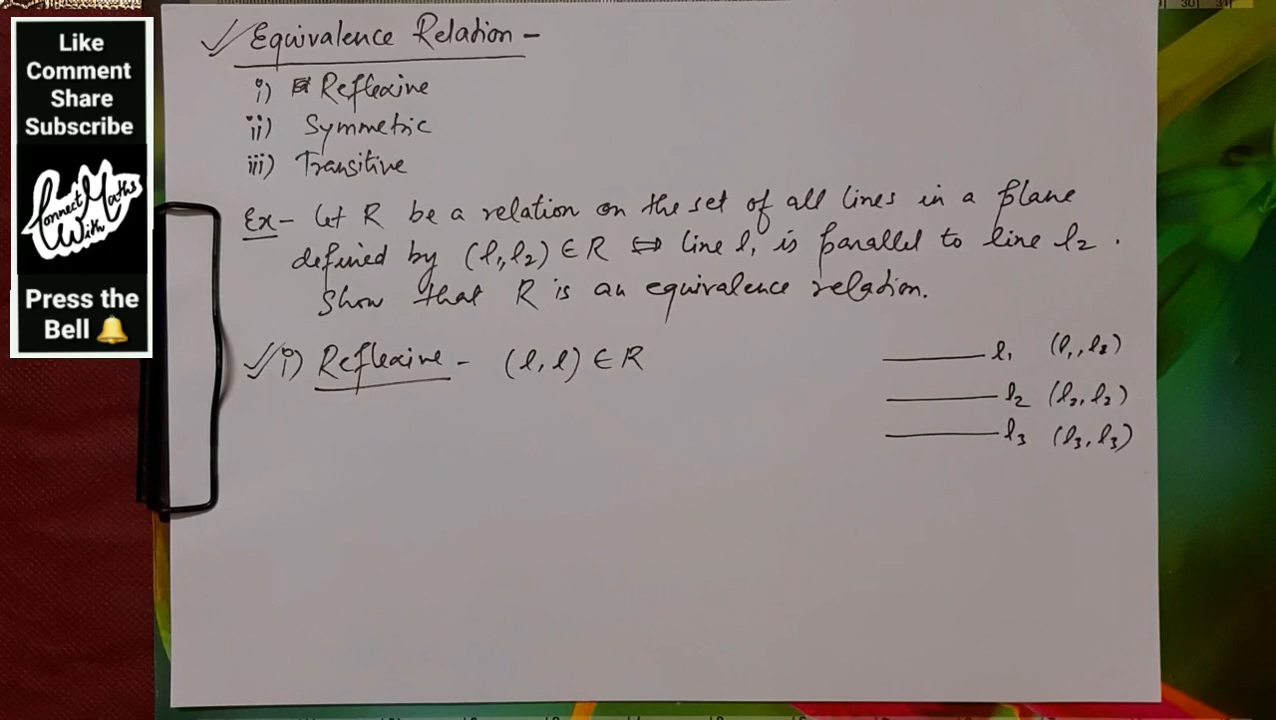 Like
Comment
Share
Subscribe
Connect
With
Maths
Press the
Bell 🔔
Equivalence Relation -
i) Reflexive
ii) Symmetric
iii) Transitive
Ex- Let R be a relation on the set of all lines in a plane
defined by (l₁, l₂) ∈ R ⇔ line l₁ is parallel to line l₂ .
Show that R is an equivalence relation.
i) Reflexive - (l, l) ∈ R
l₁ (l₁, l₂)
l₂ (l₂, l₂)
l₃ (l₃, l₃)